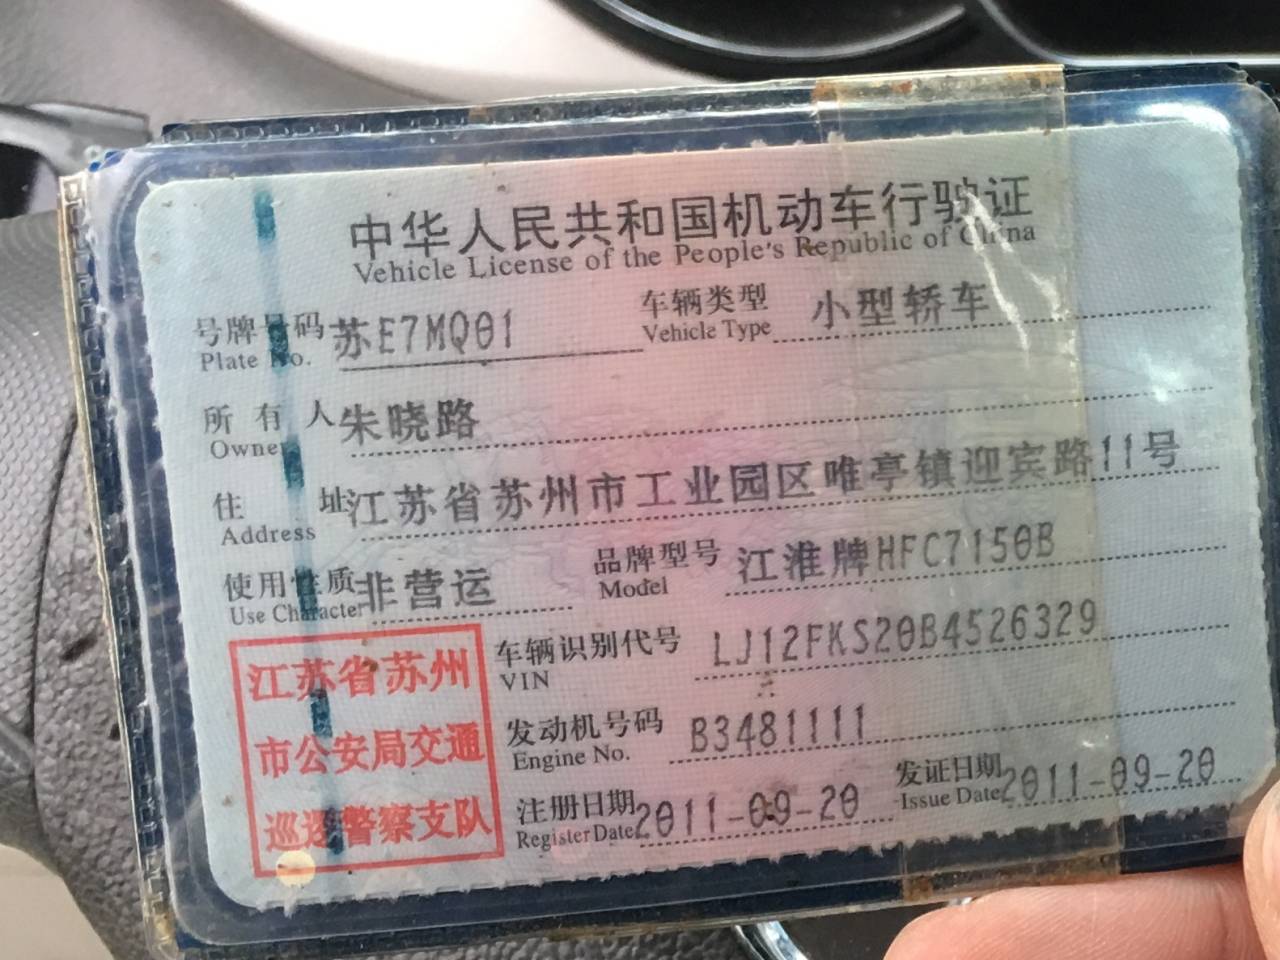 中华人民共和国机动车行驶证
Vehicle License of the People's Republic of China
号牌号码 苏E7MQ01 车辆类型 小型轿车
Plate No. Vehicle Type
所有人 朱晓路
Owner
住址 江苏省苏州市工业园区唯亭镇迎宾路11号
Address
使用性质 非营运 品牌型号 江淮牌HFC7150B
Use Character Model
车辆识别代号 LJ12FKS20B4526329
VIN
发动机号码 B3481111
Engine No.
注册日期 2011-09-20 发证日期 2011-09-20
Register Date Issue Date
江苏省苏州
市公安局交通
巡逻警察支队